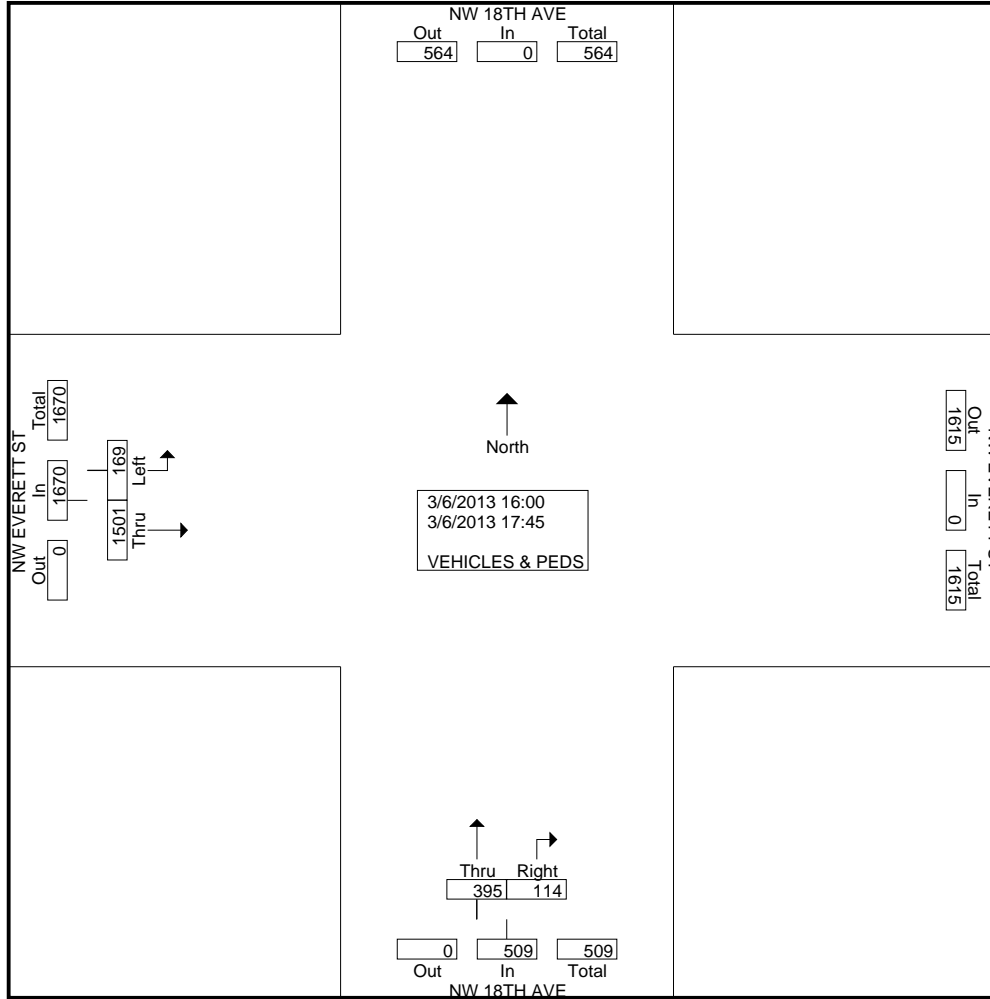 NW 18TH AVE
Out In Total
564 0 564
NW EVERETT ST
Total In Out
1670 1670 0
169 1501
Left Thru
North
3/6/2013 16:00
3/6/2013 17:45
VEHICLES & PEDS
Out In Total
1615 0 1615
Thru Right
395 114
0 509 509
Out In Total
NW 18TH AVE